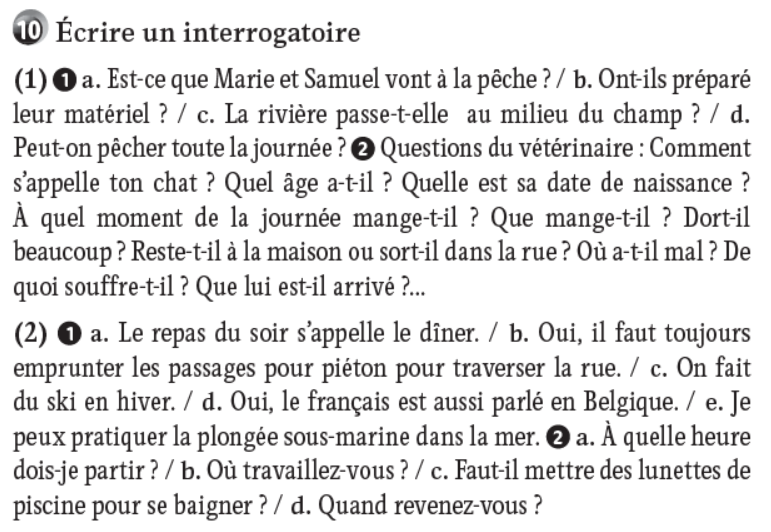 10 Écrire un interrogatoire
(1) 1 a. Est-ce que Marie et Samuel vont à la pêche ? / b. Ont-ils préparé
leur matériel ? / c. La rivière passe-t-elle au milieu du champ ? / d.
Peut-on pêcher toute la journée ? 2 Questions du vétérinaire : Comment
s’appelle ton chat ? Quel âge a-t-il ? Quelle est sa date de naissance ?
À quel moment de la journée mange-t-il ? Que mange-t-il ? Dort-il
beaucoup ? Reste-t-il à la maison ou sort-il dans la rue ? Où a-t-il mal ? De
quoi souffre-t-il ? Que lui est-il arrivé ?...
(2) 1 a. Le repas du soir s’appelle le dîner. / b. Oui, il faut toujours
emprunter les passages pour piéton pour traverser la rue. / c. On fait
du ski en hiver. / d. Oui, le français est aussi parlé en Belgique. / e. Je
peux pratiquer la plongée sous-marine dans la mer. 2 a. À quelle heure
dois-je partir ? / b. Où travaillez-vous ? / c. Faut-il mettre des lunettes de
piscine pour se baigner ? / d. Quand revenez-vous ?